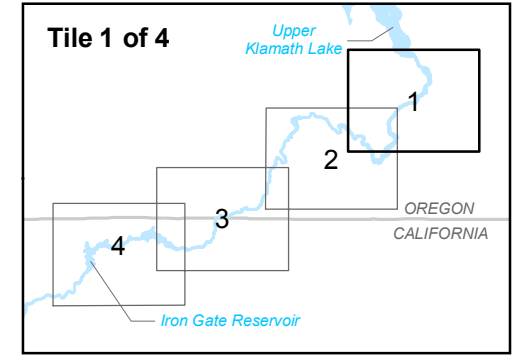 Tile 1 of 4
Upper
Klamath Lake
1
2
3
4
OREGON
CALIFORNIA
Iron Gate Reservoir